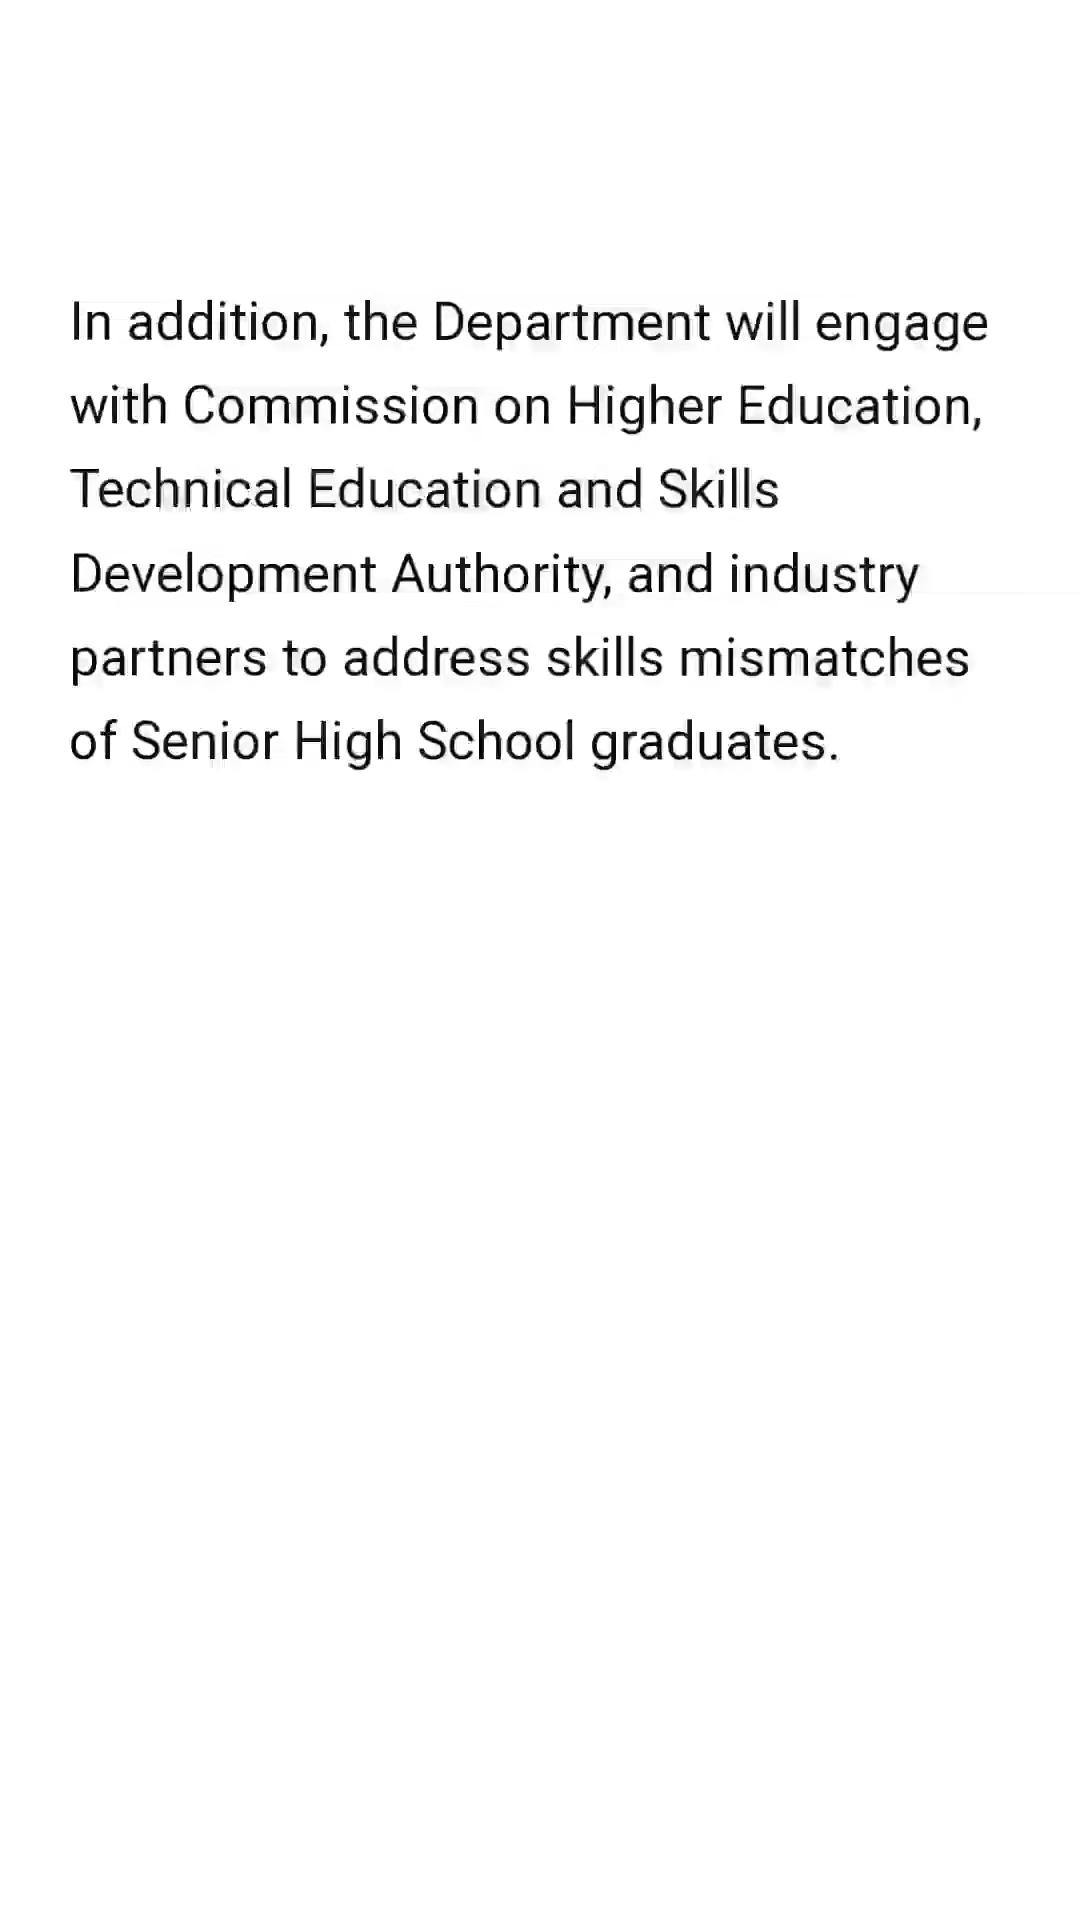 In addition, the Department will engage
with Commission on Higher Education,
Technical Education and Skills
Development Authority, and industry
partners to address skills mismatches
of Senior High School graduates.